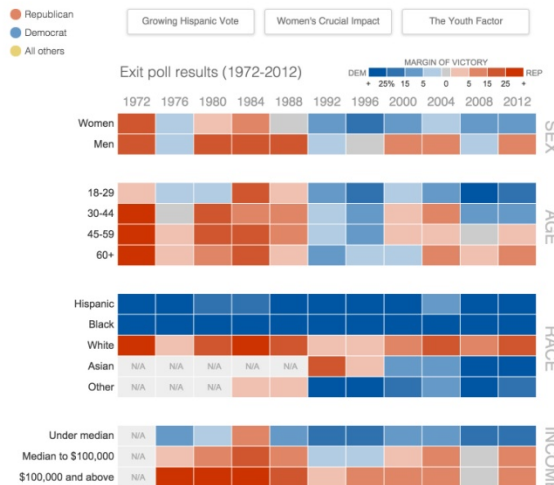 Republican
Democrat
All others
Growing Hispanic Vote
Women's Crucial Impact
The Youth Factor
Exit poll results (1972-2012)
MARGIN OF VICTORY
DEM REP
+ 25% 15 5 0 5 15 25 +
1972 1976 1980 1984 1988 1992 1996 2000 2004 2008 2012
SEX
Women
Men
AGE
18-29
30-44
45-59
60+
RACE
Hispanic
Black
White
Asian N/A N/A N/A N/A N/A
Other N/A N/A N/A
INCOME
Under median N/A
Median to $100,000 N/A
$100,000 and above N/A